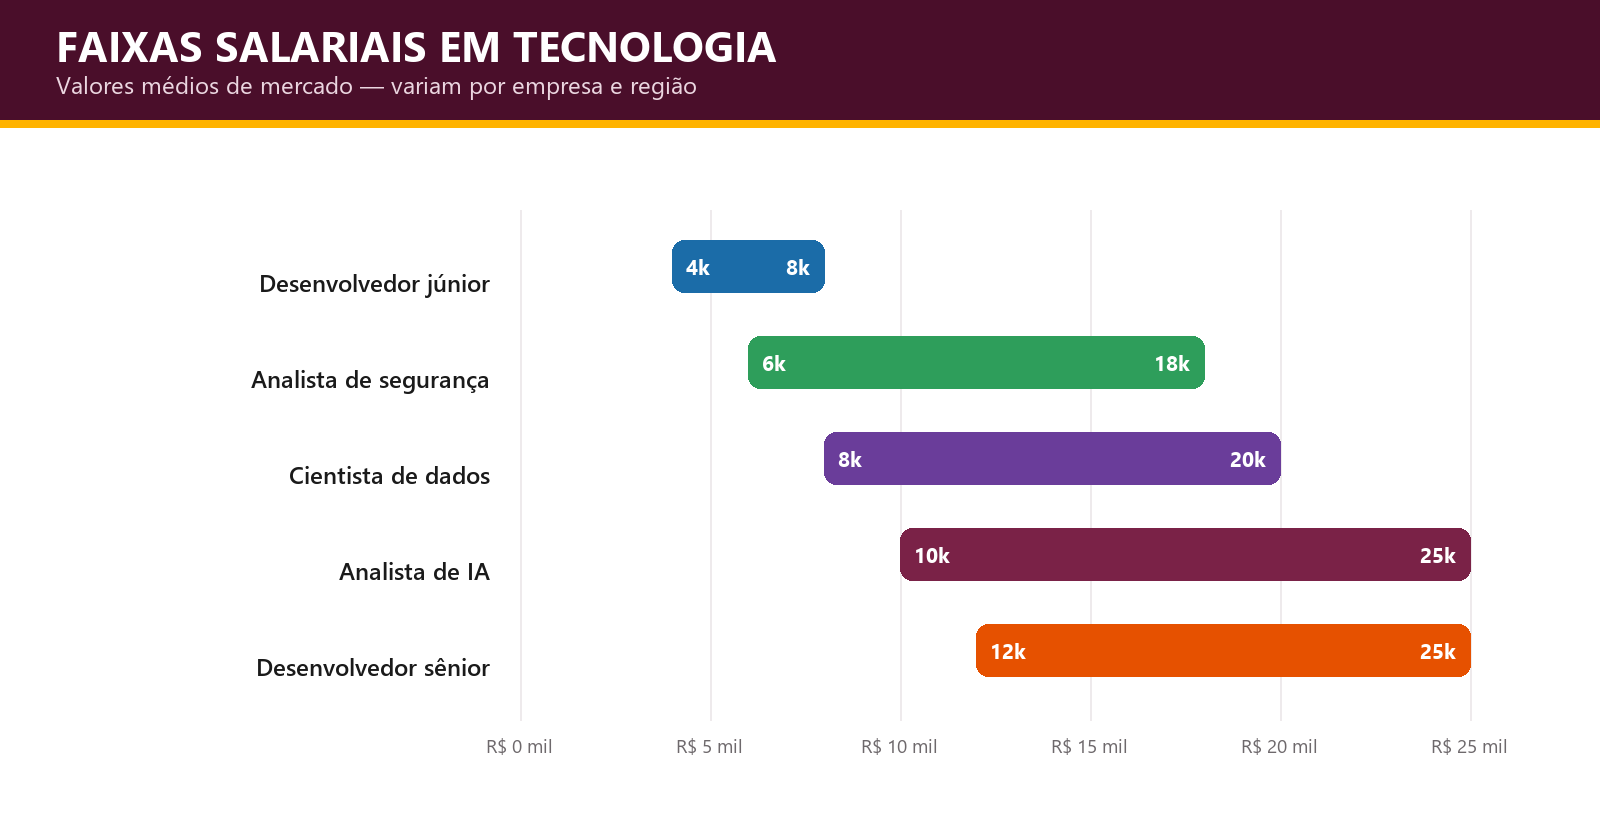 FAIXAS SALARIAIS EM TECNOLOGIA
Valores médios de mercado — variam por empresa e região
Desenvolvedor júnior 4k 8k
Analista de segurança 6k 18k
Cientista de dados 8k 20k
Analista de IA 10k 25k
Desenvolvedor sênior 12k 25k
R$ 0 mil R$ 5 mil R$ 10 mil R$ 15 mil R$ 20 mil R$ 25 mil